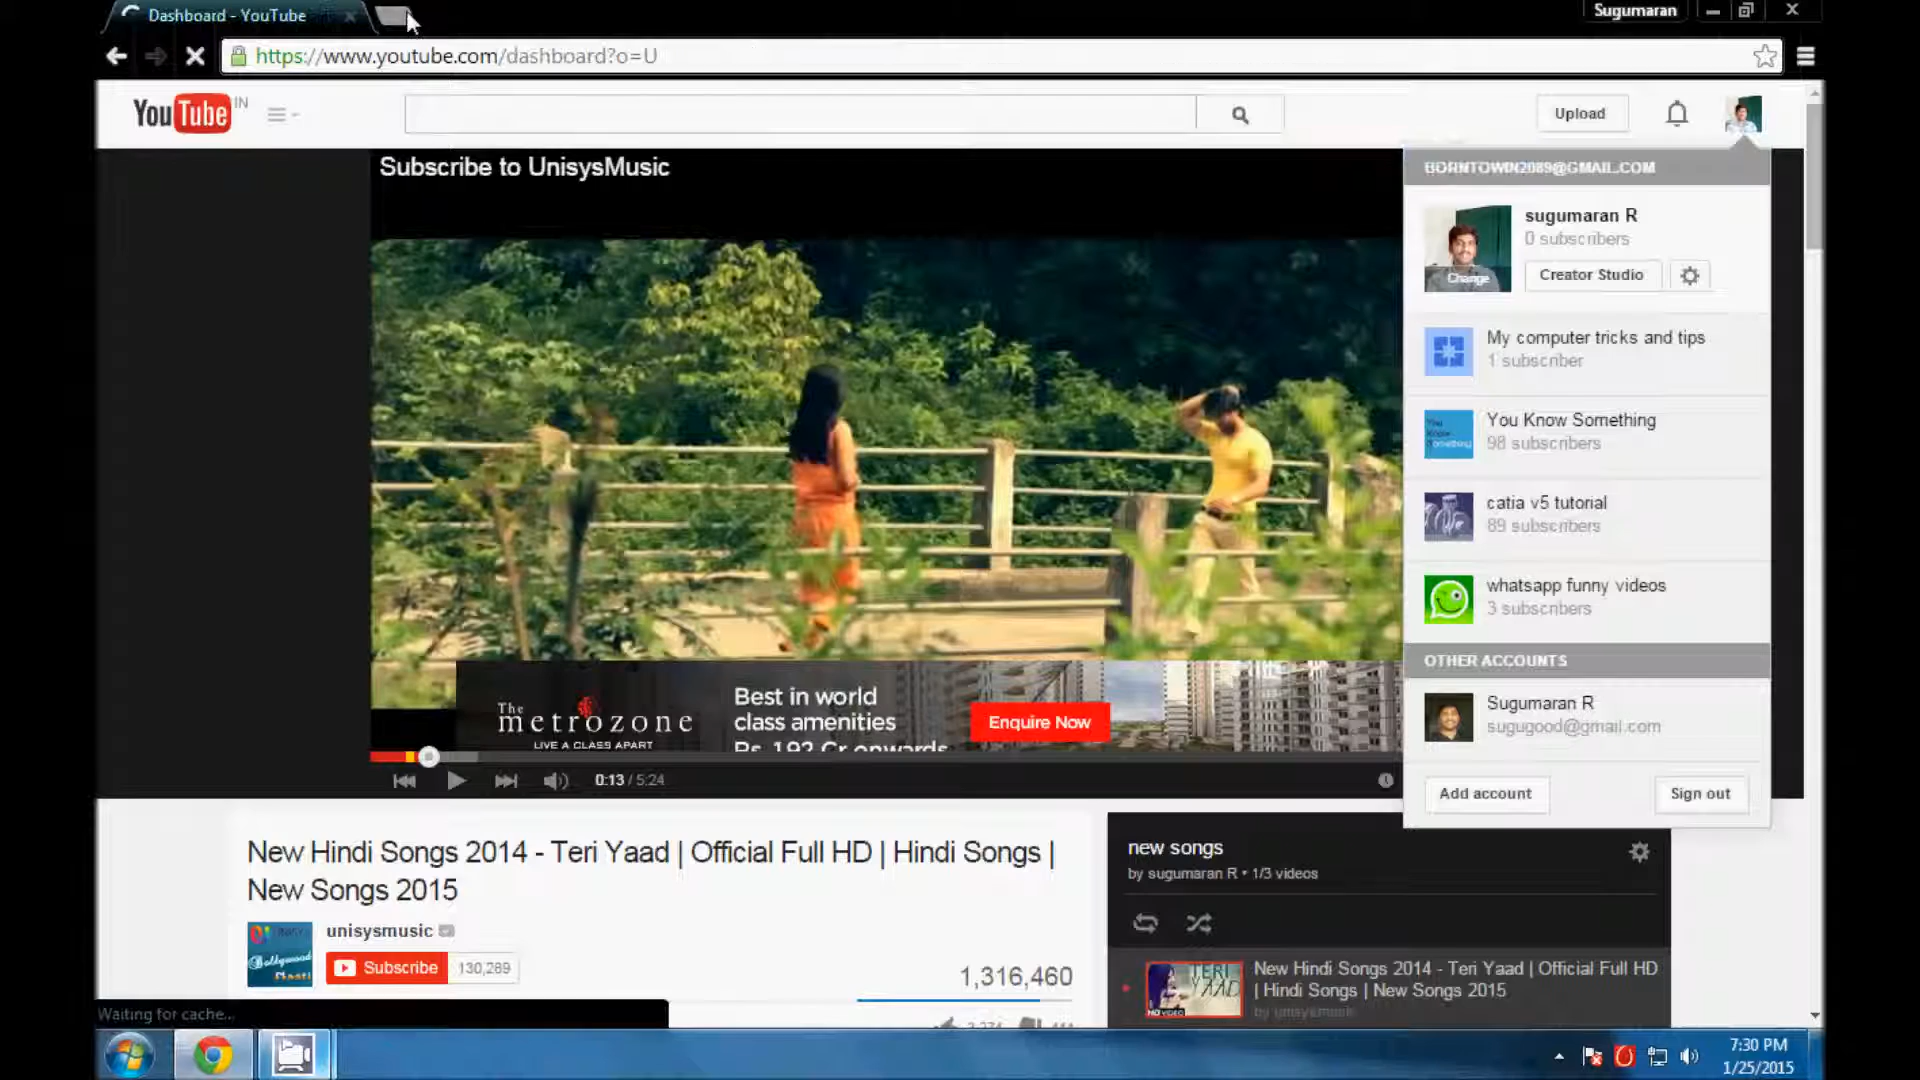 Dashboard - YouTube
Sugumaran
https://www.youtube.com/dashboard?o=U
YouTube IN
Upload
Subscribe to UnisysMusic
sugumaran R
0 subscribers
Change
Creator Studio
My computer tricks and tips
1 subscriber
You Know Something
98 subscribers
catia v5 tutorial
89 subscribers
whatsapp funny videos
3 subscribers
OTHER ACCOUNTS
Sugumaran R
sugugood@gmail.com
Add account
Sign out
The
metrozone
LIVE A CLASS APART
Best in world
class amenities
Rs. 1.92 Cr onwards
Enquire Now
0:13 / 5:24
New Hindi Songs 2014 - Teri Yaad | Official Full HD | Hindi Songs |
New Songs 2015
unisysmusic
Subscribe
130,289
1,316,460
new songs
by sugumaran R • 1/3 videos
New Hindi Songs 2014 - Teri Yaad | Official Full HD
| Hindi Songs | New Songs 2015
by unisysmusic
TERI
YAAD
HD VIDEO
Waiting for cache...
7:30 PM
1/25/2015